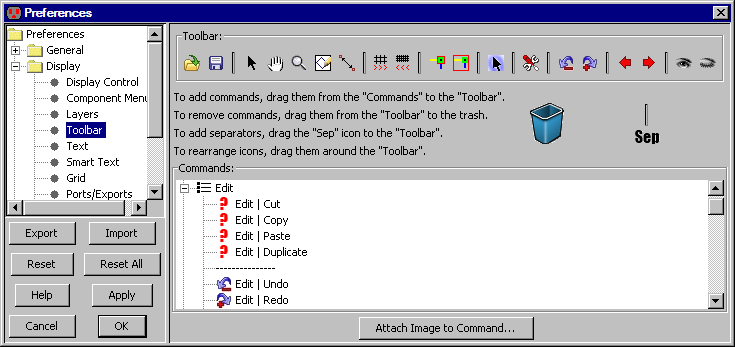 Preferences
Preferences
General
Display
Display Control
Component Menu
Layers
Toolbar
Text
Smart Text
Grid
Ports/Exports
Export
Import
Reset
Reset All
Help
Apply
Cancel
OK
Toolbar:
To add commands, drag them from the "Commands" to the "Toolbar".
To remove commands, drag them from the "Toolbar" to the trash.
To add separators, drag the "Sep" icon to the "Toolbar".
To rearrange icons, drag them around the "Toolbar".
Sep
Commands:
Edit
Edit | Cut
Edit | Copy
Edit | Paste
Edit | Duplicate
---------------
Edit | Undo
Edit | Redo
Attach Image to Command...